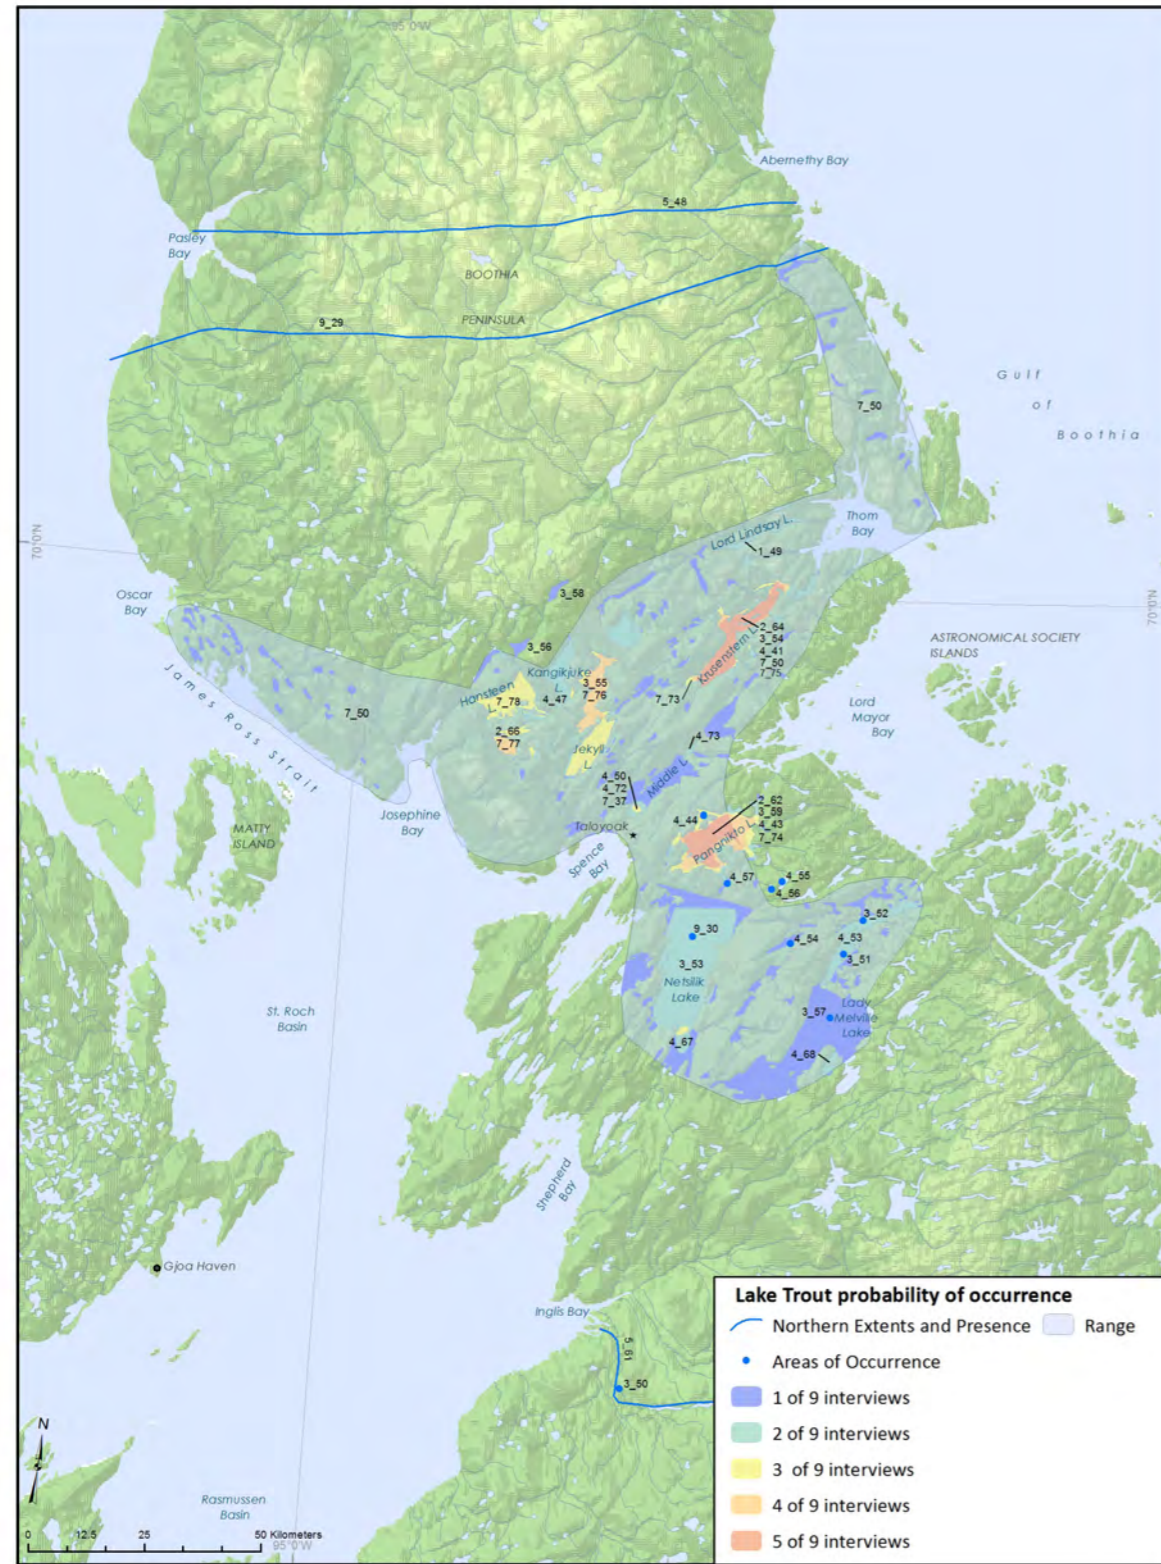 95°0'W
Abernethy Bay
5_48
Pasley
Bay
BOOTHIA
9_29
PENINSULA
Gulf
of
Boothia
7_50
70°0'N
Lord Lindsay L.
Thom
Bay
1_49
Oscar
Bay
3_58
70°0'N
2_64
3_54
4_41
7_50
7_75
Krusenstern L.
ASTRONOMICAL SOCIETY
ISLANDS
3_56
Kangikjuke
L.
4_47
3_55
7_76
Hansteen
L.
7_78
7_73
James Ross Strait
7_50
Lord
Mayor
Bay
2_66
7_77
Jekyll
L.
4_73
Middle L.
4_50
4_72
7_37
Josephine
Bay
MATTY
ISLAND
Taloyoak
4_44
2_62
3_59
4_43
7_74
Pangnikto L.
Spence
Bay
4_57
4_55
4_56
3_52
9_30
4_54
4_53
3_51
3_53
Netsilik
Lake
St. Roch
Basin
3_57
Lady
Melville
Lake
4_67
4_68
Shepherd
Bay
Gjoa Haven
Inglis Bay
5_61
3_50
N
Rasmussen
Basin
0 12.5 25 50 Kilometers
95°0'W
Lake Trout probability of occurrence
Northern Extents and Presence Range
Areas of Occurrence
1 of 9 interviews
2 of 9 interviews
3 of 9 interviews
4 of 9 interviews
5 of 9 interviews